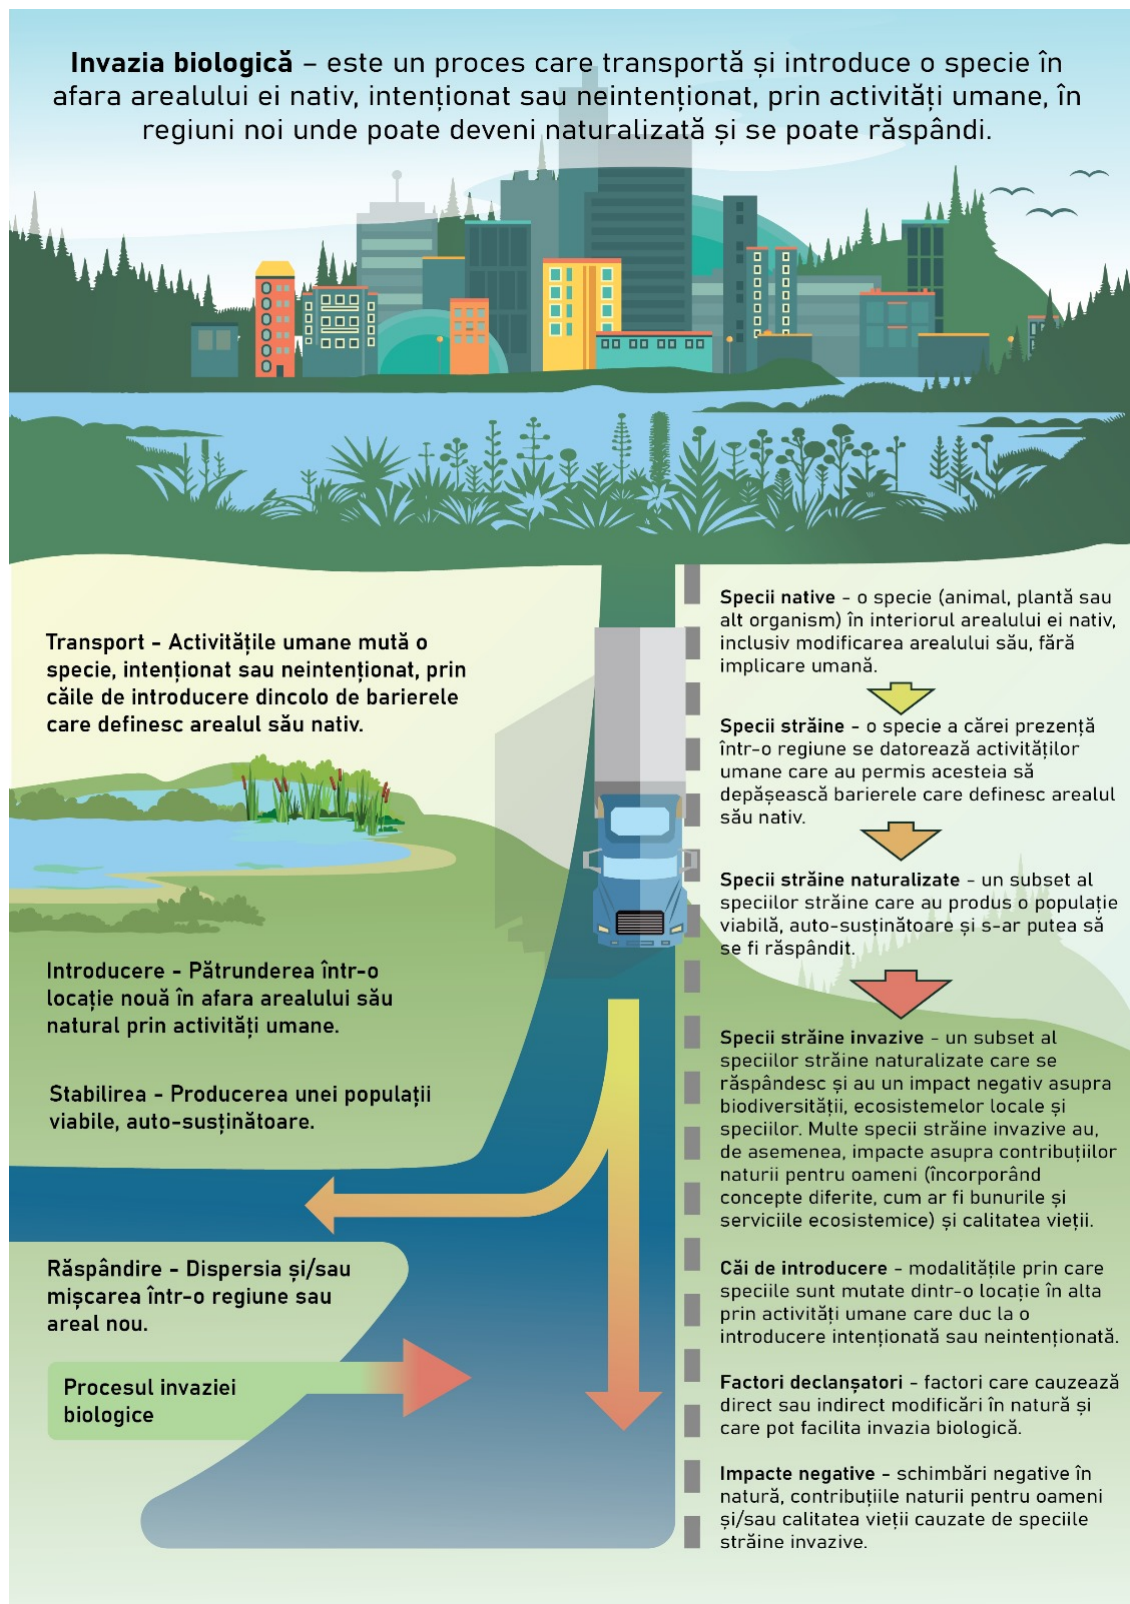 Invazia biologică – este un proces care transportă și introduce o specie în
afara arealului ei nativ, intenționat sau neintenționat, prin activități umane, în
regiuni noi unde poate deveni naturalizată și se poate răspândi.
Transport - Activitățile umane mută o
specie, intenționat sau neintenționat, prin
căile de introducere dincolo de barierele
care definesc arealul său nativ.
Introducere - Pătrunderea într-o
locație nouă în afara arealului său
natural prin activități umane.
Stabilirea - Producerea unei populații
viabile, auto-susținătoare.
Răspândire - Dispersia și/sau
mișcarea într-o regiune sau
areal nou.
Procesul invaziei
biologice
Specii native - o specie (animal, plantă sau
alt organism) în interiorul arealului ei nativ,
inclusiv modificarea arealului său, fără
implicare umană.
Specii străine - o specie a cărei prezență
într-o regiune se datorează activităților
umane care au permis acesteia să
depășească barierele care definesc arealul
său nativ.
Specii străine naturalizate - un subset al
speciilor străine care au produs o populație
viabilă, auto-susținătoare și s-ar putea să
se fi răspândit.
Specii străine invazive - un subset al
speciilor străine naturalizate care se
răspândesc și au un impact negativ asupra
biodiversității, ecosistemelor locale și
speciilor. Multe specii străine invazive au,
de asemenea, impacte asupra contribuțiilor
naturii pentru oameni (încorporând
concepte diferite, cum ar fi bunurile și
serviciile ecosistemice) și calitatea vieții.
Căi de introducere - modalitățile prin care
speciile sunt mutate dintr-o locație în alta
prin activități umane care duc la o
introducere intenționată sau neintenționată.
Factori declanșatori - factori care cauzează
direct sau indirect modificări în natură și
care pot facilita invazia biologică.
Impacte negative - schimbări negative în
natură, contribuțiile naturii pentru oameni
și/sau calitatea vieții cauzate de speciile
străine invazive.